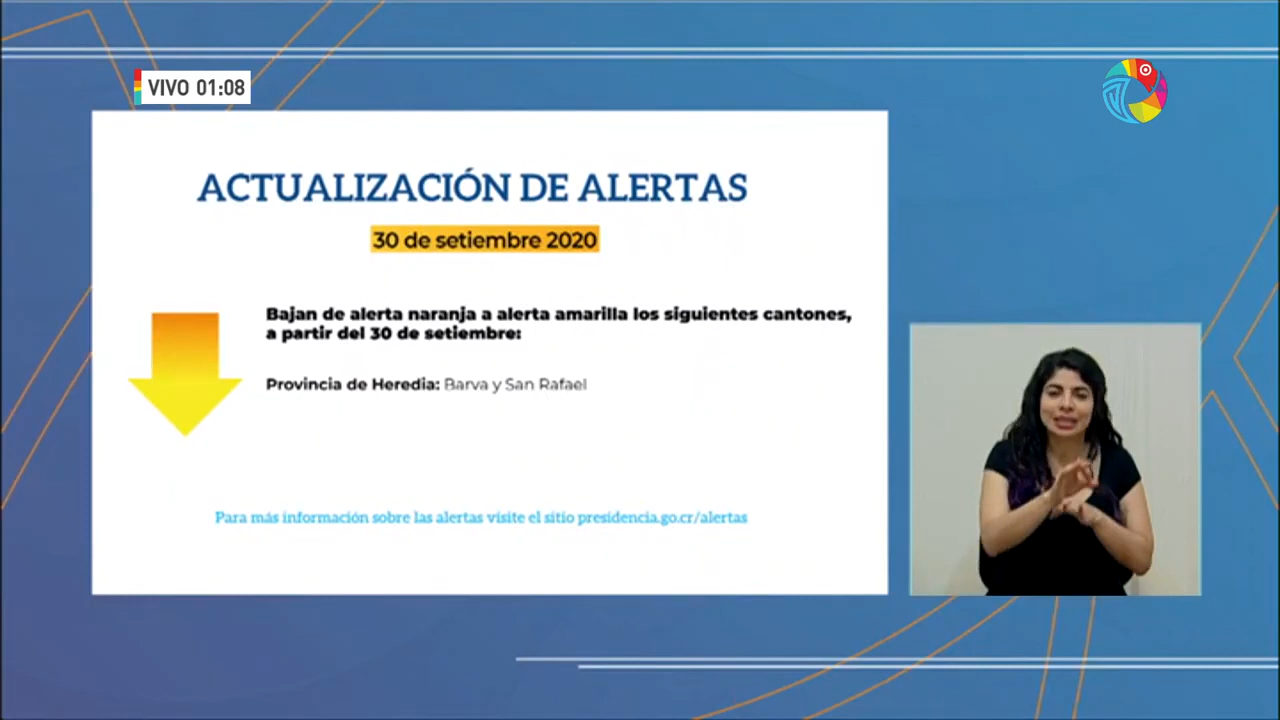 VIVO 01:08
ACTUALIZACIÓN DE ALERTAS
30 de setiembre 2020
Bajan de alerta naranja a alerta amarilla los siguientes cantones,
a partir del 30 de setiembre:
Provincia de Heredia: Barva y San Rafael
Para más información sobre las alertas visite el sitio presidencia.go.cr/alertas